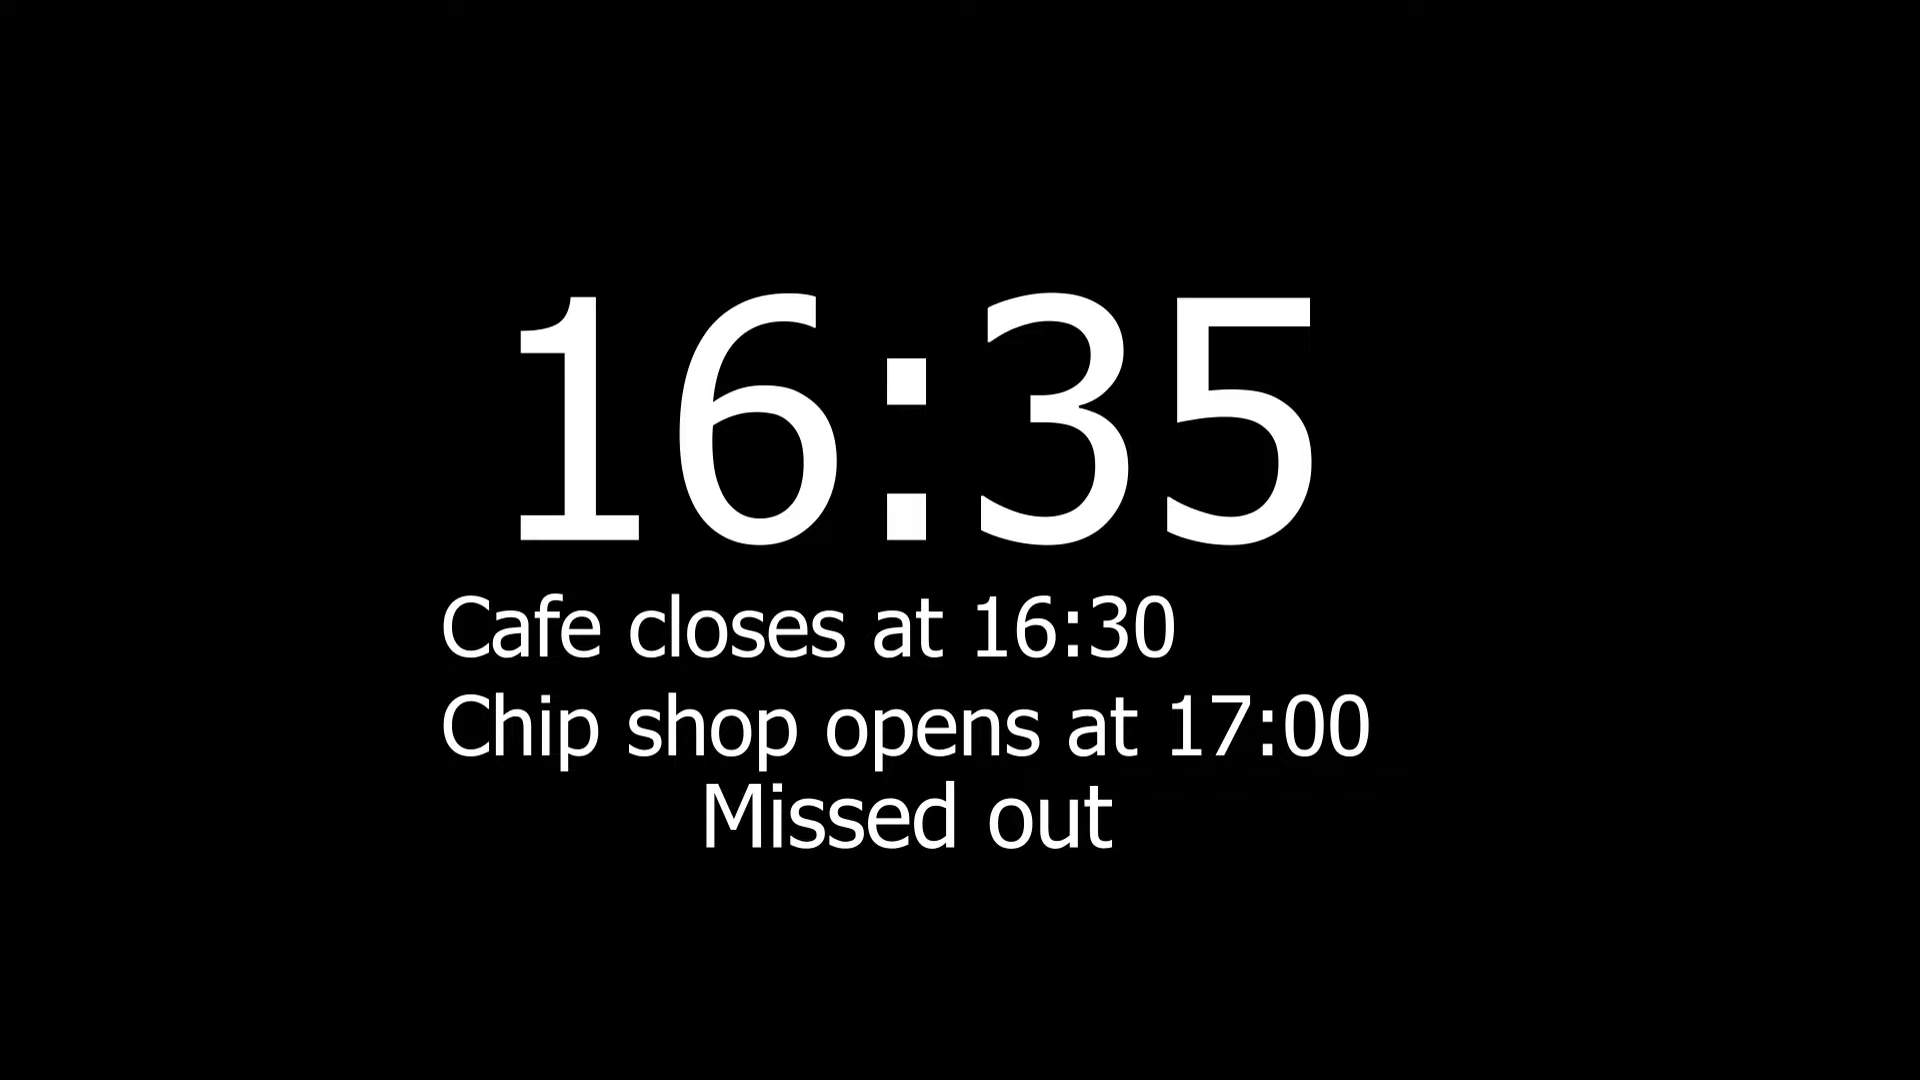 16:35
Cafe closes at 16:30
Chip shop opens at 17:00
Missed out